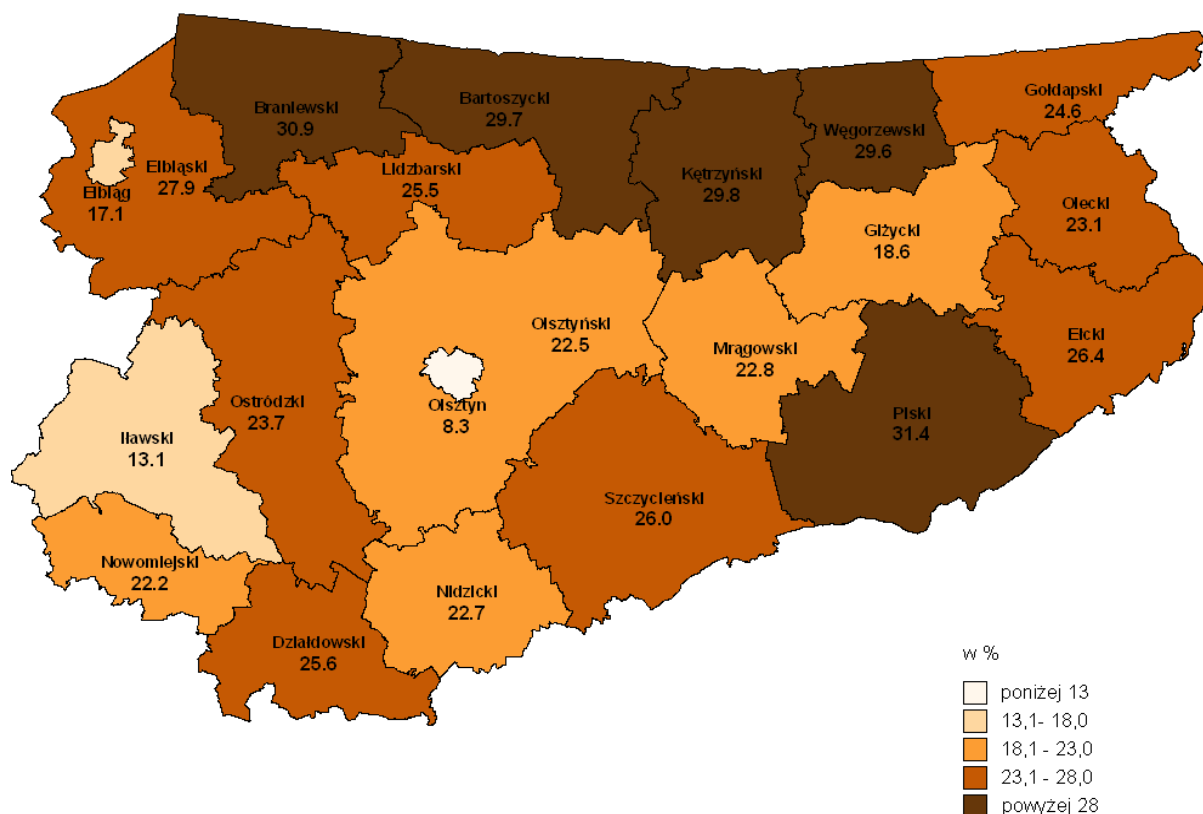 Gołdapski
24.6
Braniewski
30.9
Bartoszycki
29.7
Węgorzewski
29.6
Elbląski
27.9
Elbląg
17.1
Lidzbarski
25.5
Kętrzyński
29.8
Olecki
23.1
Giżycki
18.6
Olsztyński
22.5
Mrągowski
22.8
Ełcki
26.4
Ostródzki
23.7
Olsztyn
8.3
Piski
31.4
Iławski
13.1
Szczycieński
26.0
Nowomiejski
22.2
Nidzicki
22.7
Działdowski
25.6
w %
poniżej 13
13,1- 18,0
18,1 - 23,0
23,1 - 28,0
powyżej 28